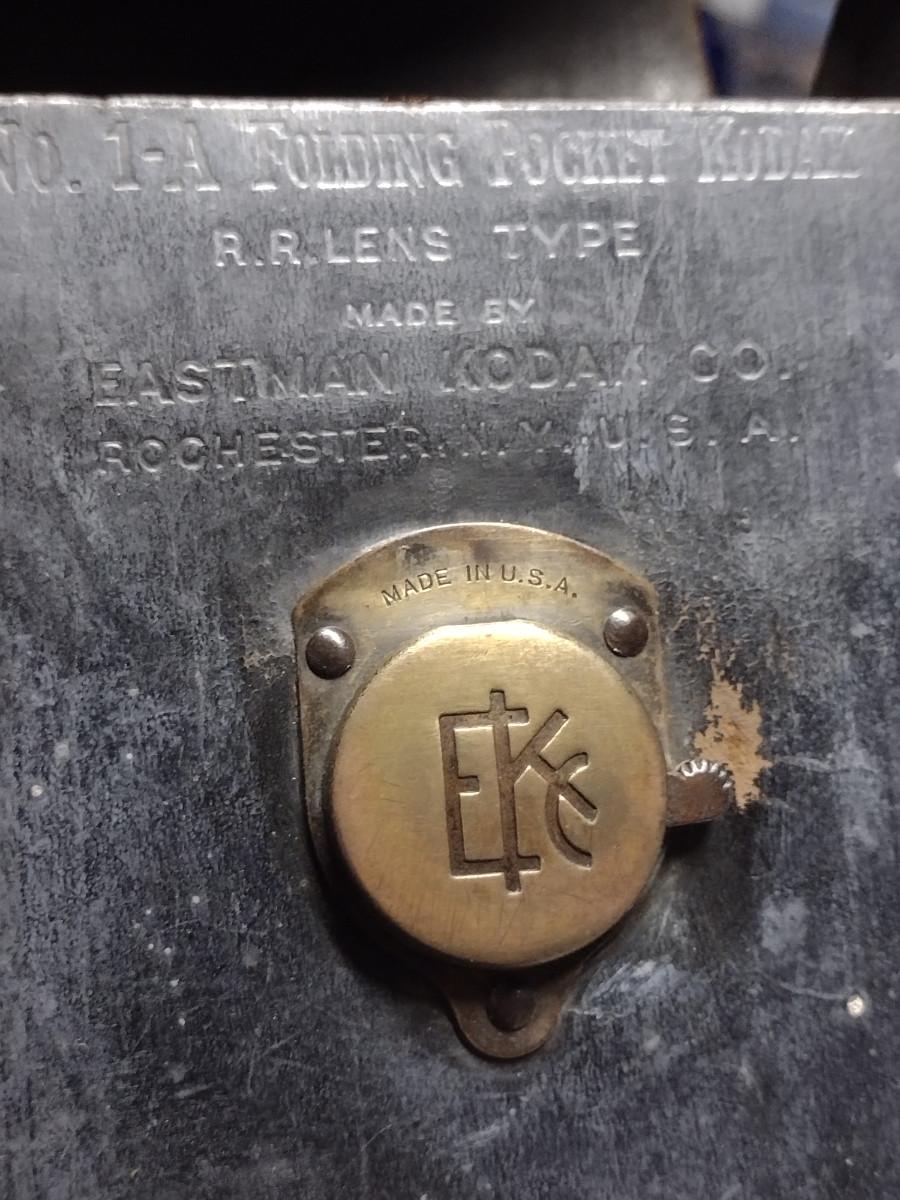 No. 1-A FOLDING POCKET KODAK
R.R. LENS TYPE
MADE BY
EASTMAN KODAK CO.
ROCHESTER, N.Y., U.S.A.
MADE IN U.S.A.
EKC